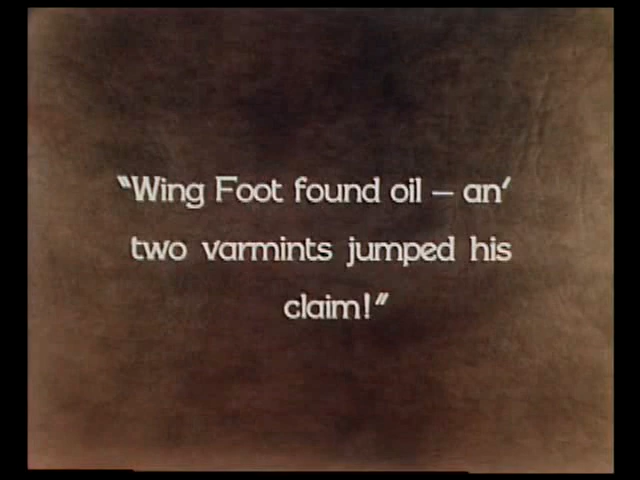 “Wing Foot found oil — an’
two varmints jumped his
claim!”